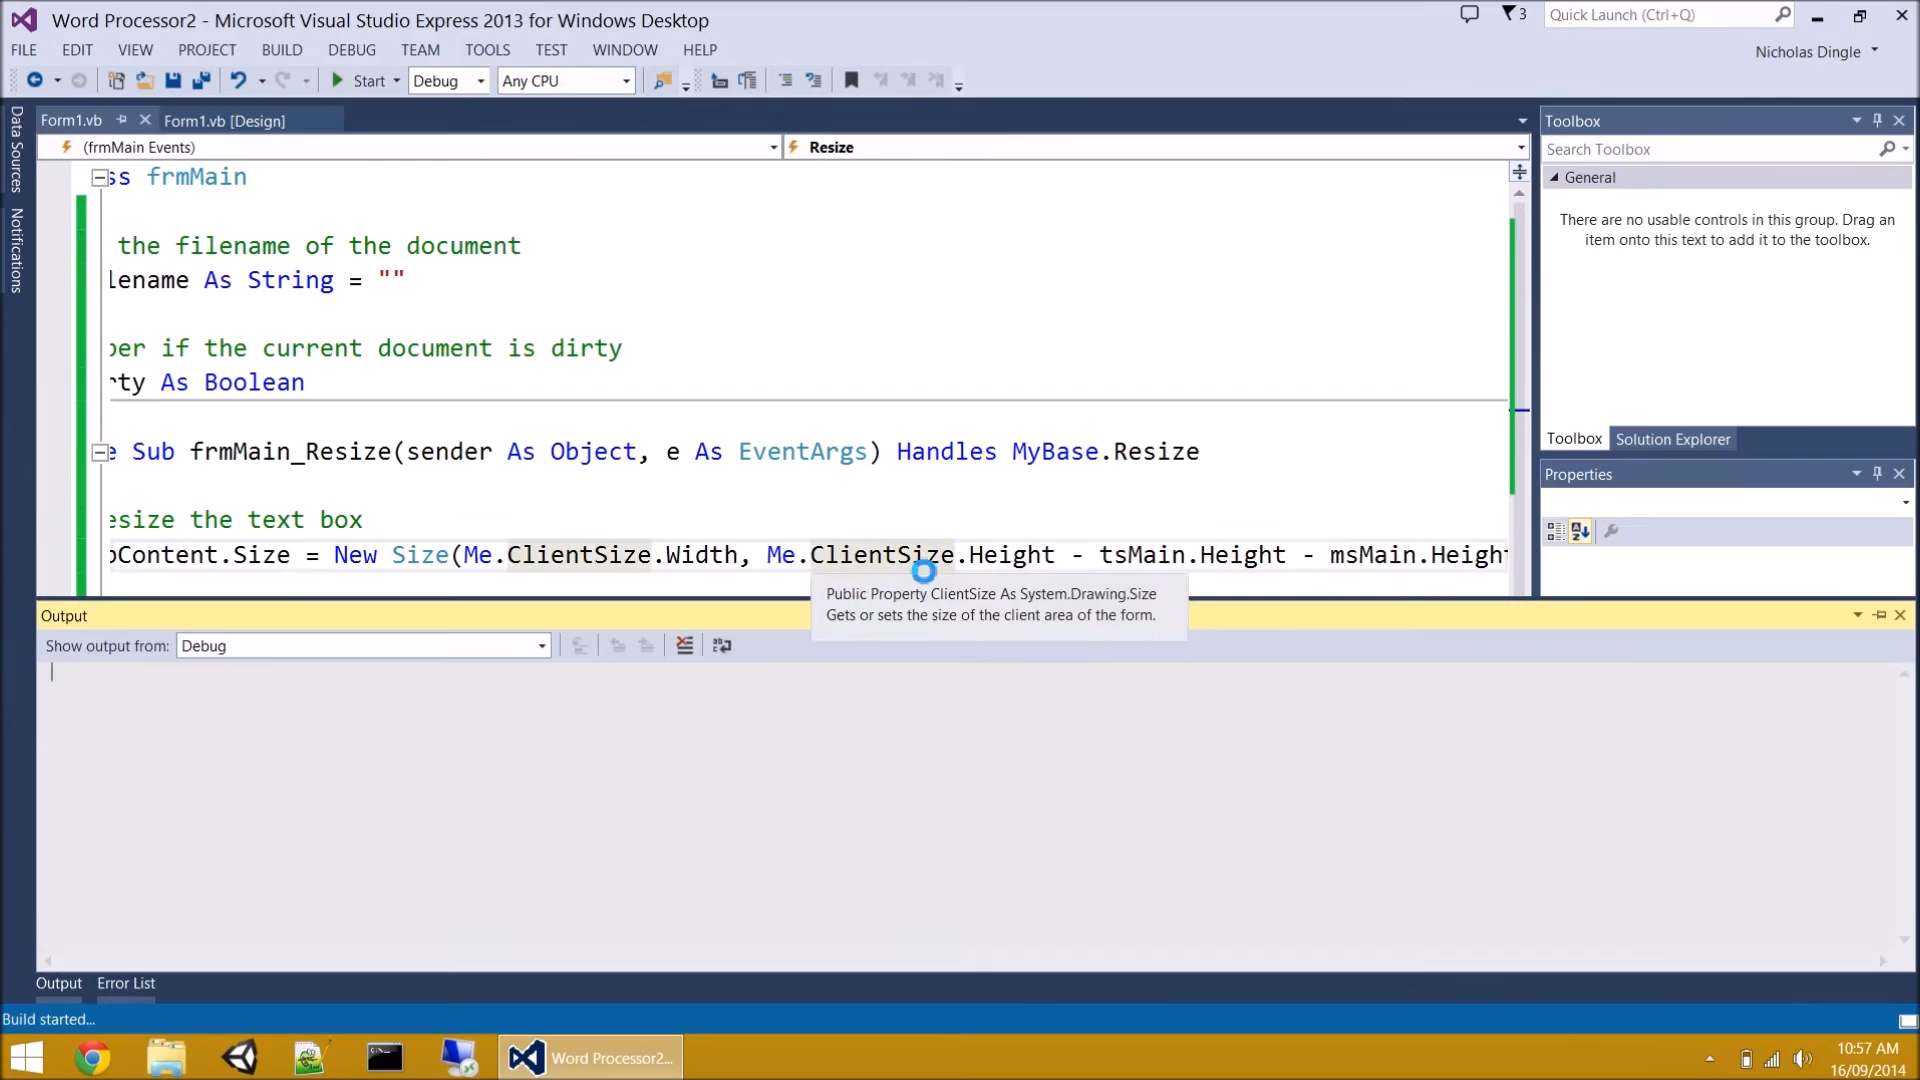 Word Processor2 - Microsoft Visual Studio Express 2013 for Windows Desktop
3
Quick Launch (Ctrl+Q)
FILE EDIT VIEW PROJECT BUILD DEBUG TEAM TOOLS TEST WINDOW HELP
Nicholas Dingle
Start Debug Any CPU
Data Sources
Notifications
Form1.vb Form1.vb [Design]
(frmMain Events) Resize
ss frmMain
the filename of the document
lename As String = ""
per if the current document is dirty
rty As Boolean
e Sub frmMain_Resize(sender As Object, e As EventArgs) Handles MyBase.Resize
esize the text box
bContent.Size = New Size(Me.ClientSize.Width, Me.ClientSize.Height - tsMain.Height - msMain.Height
Public Property ClientSize As System.Drawing.Size
Gets or sets the size of the client area of the form.
Toolbox
Search Toolbox
General
There are no usable controls in this group. Drag an
item onto this text to add it to the toolbox.
Toolbox Solution Explorer
Properties
Output
Show output from: Debug
Output Error List
Build started...
Word Processor2...
10:57 AM
16/09/2014